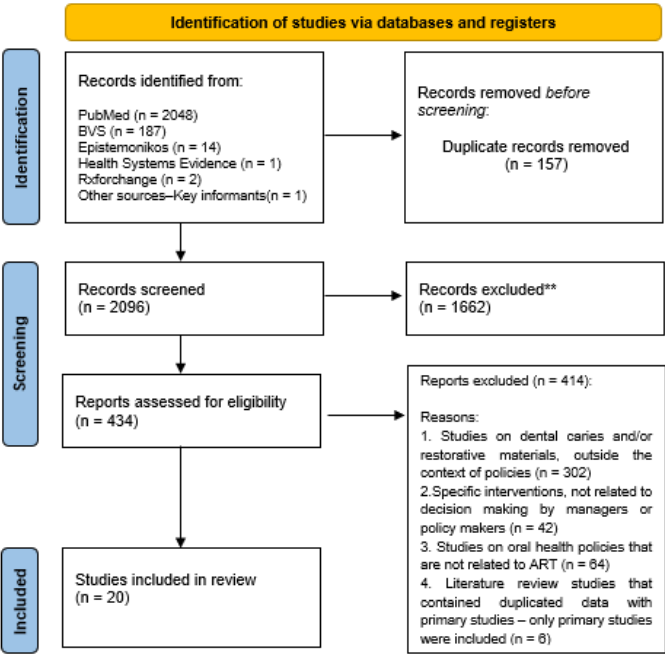 Identification of studies via databases and registers
Identification
Records identified from:
PubMed (n = 2048)
BVS (n = 187)
Epistemonikos (n = 14)
Health Systems Evidence (n = 1)
Rxforchange (n = 2)
Other sources–Key informants(n = 1)
Records removed before
screening:
Duplicate records removed
(n = 157)
Screening
Records screened
(n = 2096)
Records excluded**
(n = 1662)
Reports assessed for eligibility
(n = 434)
Reports excluded (n = 414):
Reasons:
1. Studies on dental caries and/or
restorative materials, outside the
context of policies (n = 302)
2.Specific interventions, not related to
decision making by managers or
policy makers (n = 42)
3. Studies on oral health policies that
are not related to ART (n = 64)
4. Literature review studies that
contained duplicated data with
primary studies – only primary studies
were included (n = 6)
Included
Studies included in review
(n = 20)